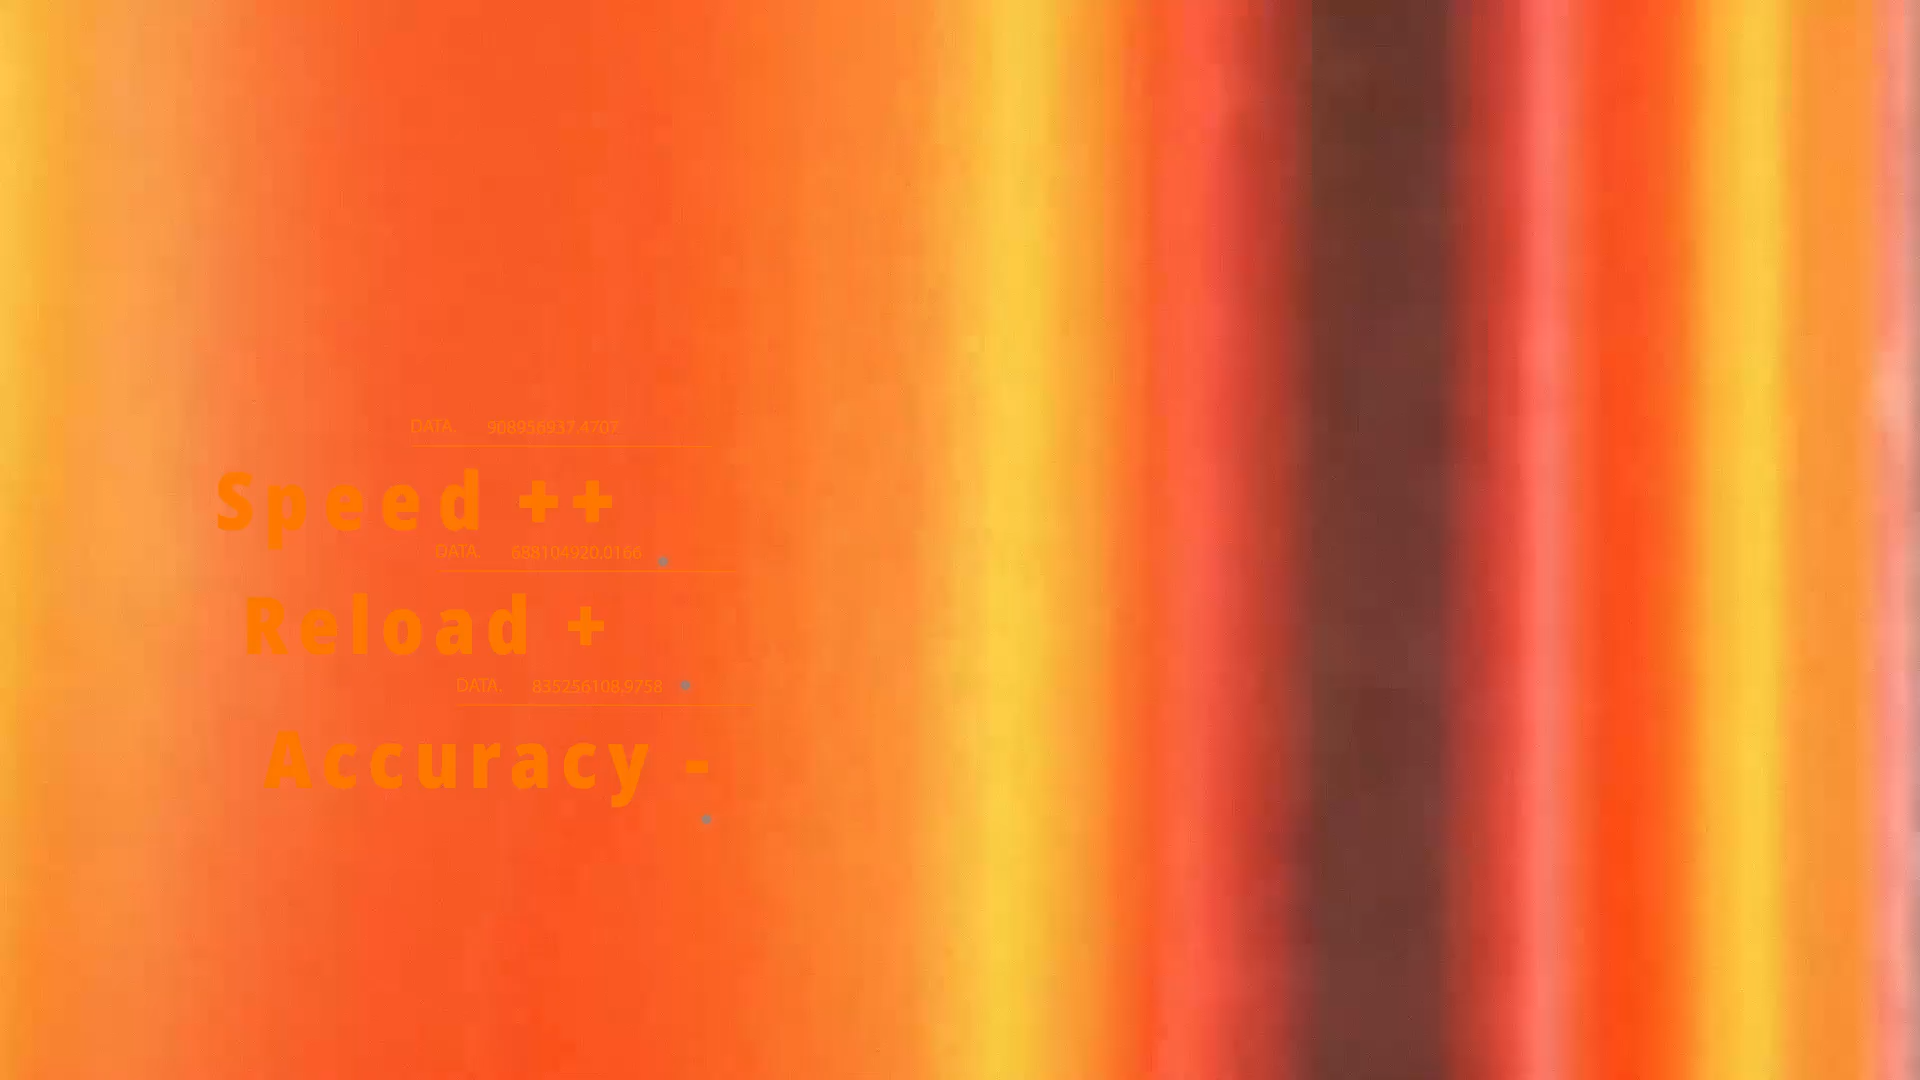 DATA. 908956937.4707
Speed ++
DATA. 688104920.0166
Reload +
DATA. 835256108.9758
Accuracy -